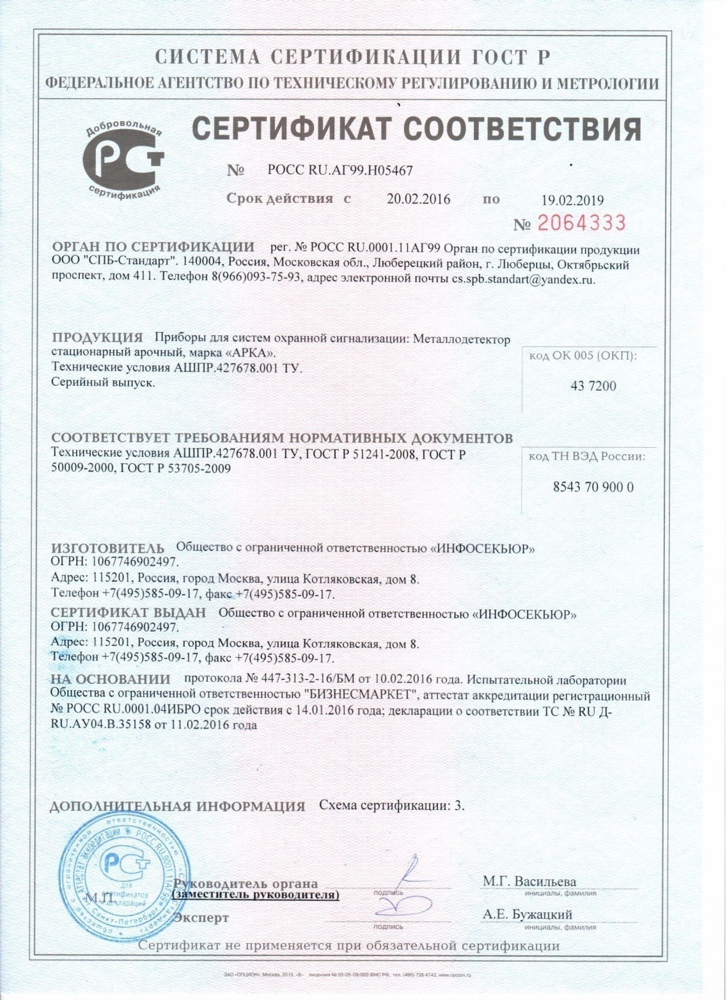 СИСТЕМА СЕРТИФИКАЦИИ ГОСТ Р
ФЕДЕРАЛЬНОЕ АГЕНТСТВО ПО ТЕХНИЧЕСКОМУ РЕГУЛИРОВАНИЮ И МЕТРОЛОГИИ
Добровольная
РСТ
сертификация
СЕРТИФИКАТ СООТВЕТСТВИЯ
№ РОСС RU.АГ99.Н05467
Срок действия с 20.02.2016 по 19.02.2019
№ 2064333
ОРГАН ПО СЕРТИФИКАЦИИ рег. № РОСС RU.0001.11АГ99 Орган по сертификации продукции
ООО "СПБ-Стандарт". 140004, Россия, Московская обл., Люберецкий район, г. Люберцы, Октябрьский
проспект, дом 411. Телефон 8(966)093-75-93, адрес электронной почты cs.spb.standart@yandex.ru.
ПРОДУКЦИЯ Приборы для систем охранной сигнализации: Металлодетектор
стационарный арочный, марка «АРКА».
Технические условия АШПР.427678.001 ТУ.
Серийный выпуск.
код ОК 005 (ОКП):
43 7200
СООТВЕТСТВУЕТ ТРЕБОВАНИЯМ НОРМАТИВНЫХ ДОКУМЕНТОВ
Технические условия АШПР.427678.001 ТУ, ГОСТ Р 51241-2008, ГОСТ Р
50009-2000, ГОСТ Р 53705-2009
код ТН ВЭД России:
8543 70 900 0
ИЗГОТОВИТЕЛЬ Общество с ограниченной ответственностью «ИНФОСЕКЬЮР»
ОГРН: 1067746902497.
Адрес: 115201, Россия, город Москва, улица Котляковская, дом 8.
Телефон +7(495)585-09-17, факс +7(495)585-09-17.
СЕРТИФИКАТ ВЫДАН Общество с ограниченной ответственностью «ИНФОСЕКЬЮР»
ОГРН: 1067746902497.
Адрес: 115201, Россия, город Москва, улица Котляковская, дом 8.
Телефон +7(495)585-09-17, факс +7(495)585-09-17.
НА ОСНОВАНИИ протокола № 447-313-2-16/БМ от 10.02.2016 года. Испытательной лаборатории
Общества с ограниченной ответственностью "БИЗНЕСМАРКЕТ", аттестат аккредитации регистрационный
№ РОСС RU.0001.04ИБРО срок действия с 14.01.2016 года; декларации о соответствии ТС № RU Д-
RU.АУ04.В.35158 от 11.02.2016 года
ДОПОЛНИТЕЛЬНАЯ ИНФОРМАЦИЯ Схема сертификации: 3.
общество с ограниченной ответственностью
Аттестат аккредитации № РОСС RU.0001.11АГ99
г. Санкт-Петербург
РСТ
для
сертификатов
и деклараций
М.П.
Руководитель органа
(заместитель руководителя)
подпись
М.Г. Васильева
инициалы, фамилия
Эксперт
подпись
А.Е. Бужацкий
инициалы, фамилия
Сертификат не применяется при обязательной сертификации
ЗАО «ОПЦИОН», Москва, 2015, «В» лицензия № 05-05-09/003 ФНС РФ, тел. (495) 726 4742, www.opcion.ru